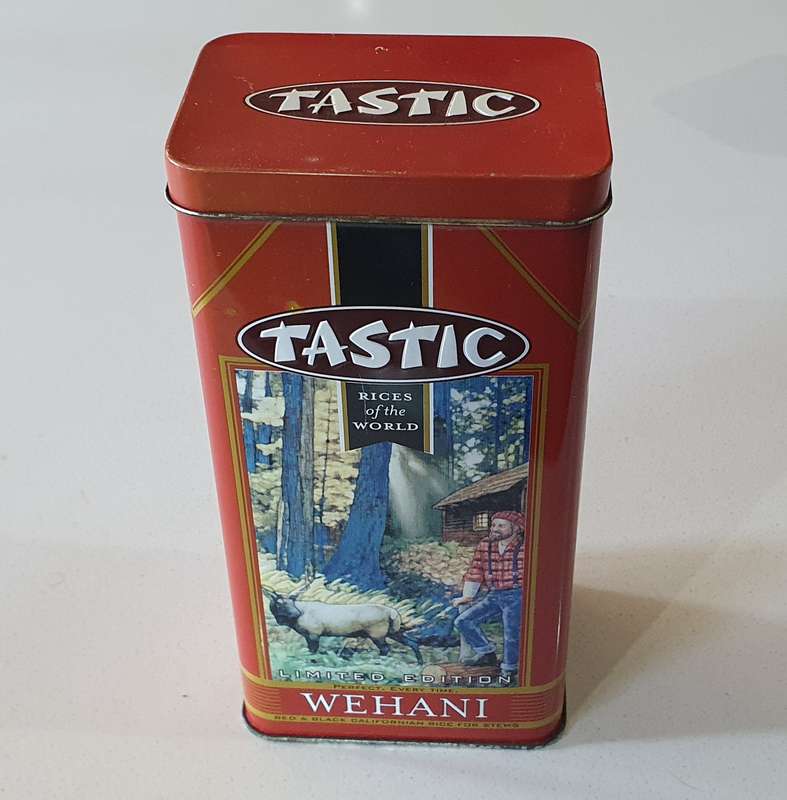 TASTIC
TASTIC
RICES
of the
WORLD
LIMITED EDITION
PERFECT. EVERY TIME.
WEHANI
RED & BLACK CALIFORNIAN RICE FOR STEWS